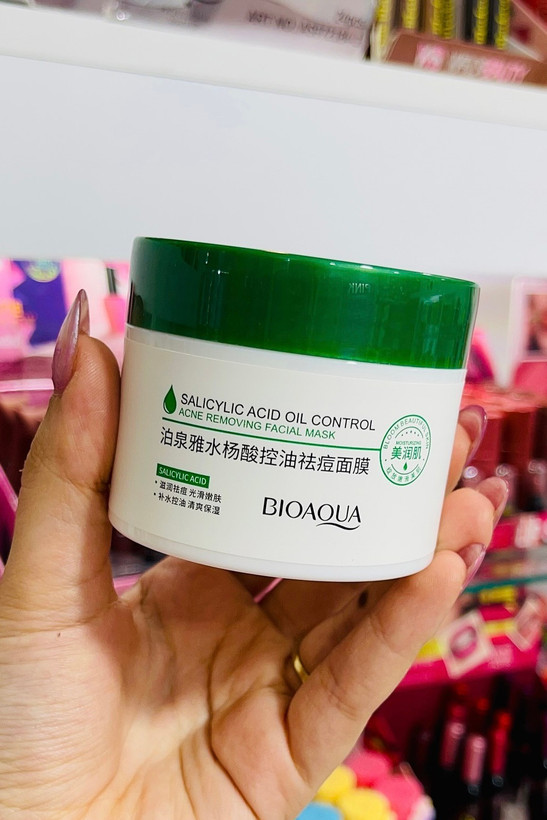 SALICYLIC ACID OIL CONTROL
ACNE REMOVING FACIAL MASK
泊泉雅水杨酸控油祛痘面膜
BLOOM BEAUTIFUL
MOISTURIZING
美润肌
SALICYLIC ACID
• 滋润祛痘 光滑嫩肤
• 补水控油 清爽保湿
BIOAQUA